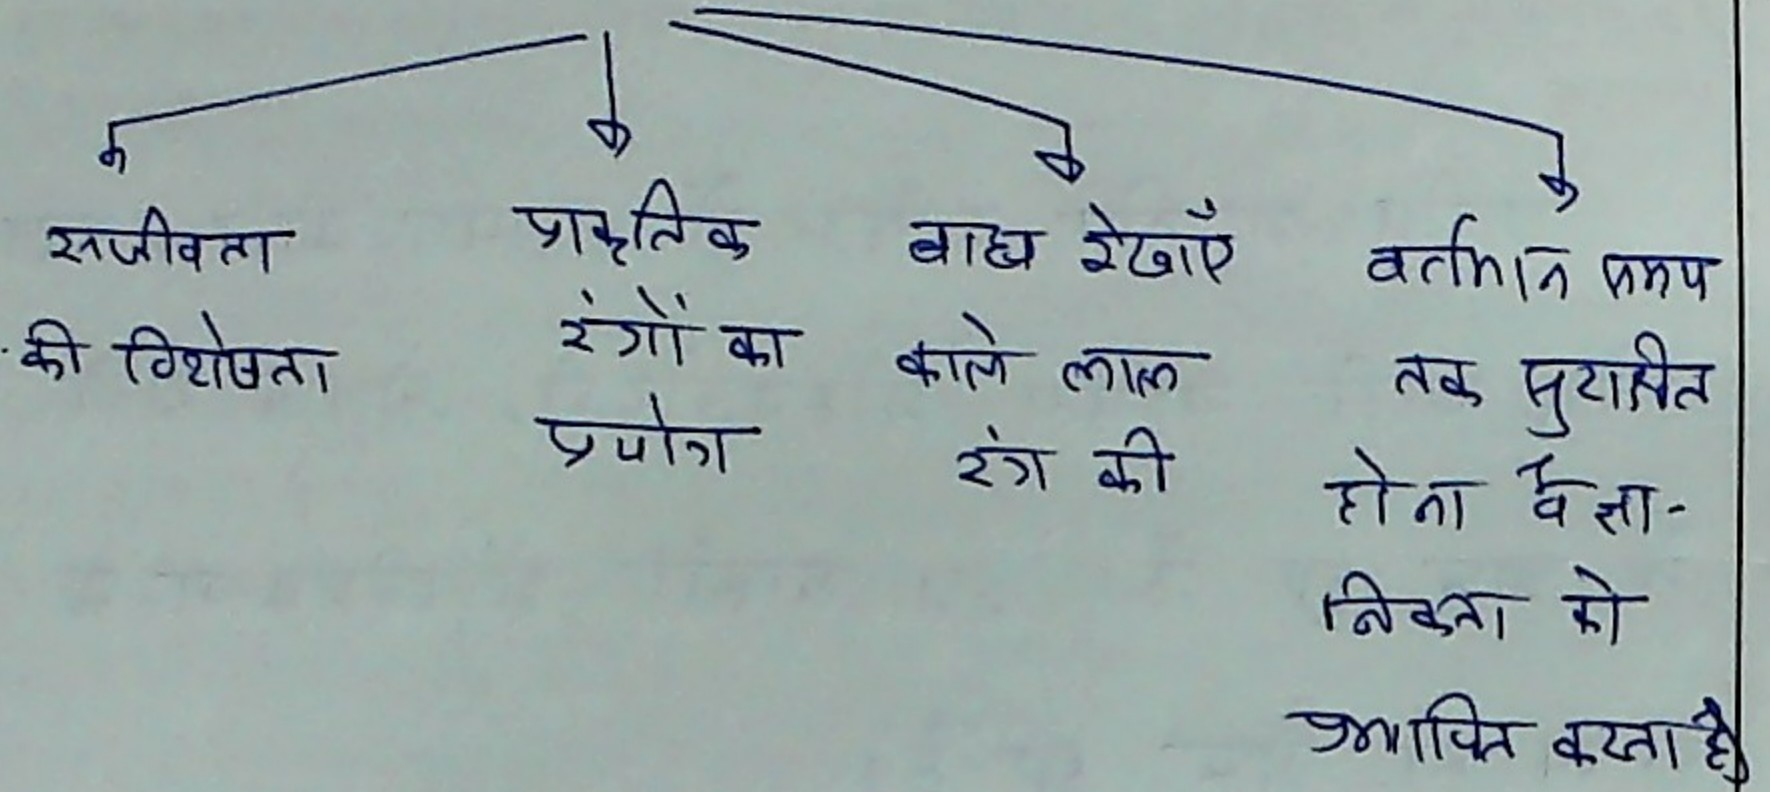 सजीवता
की विशेषता
प्राकृतिक
रंगों का
प्रयोग
बाह्य रेखाएँ
काले लाल
रंग की
वर्तमान समय
तक सुरक्षित
होना वैज्ञा-
निकता को
प्रमाणित करता है